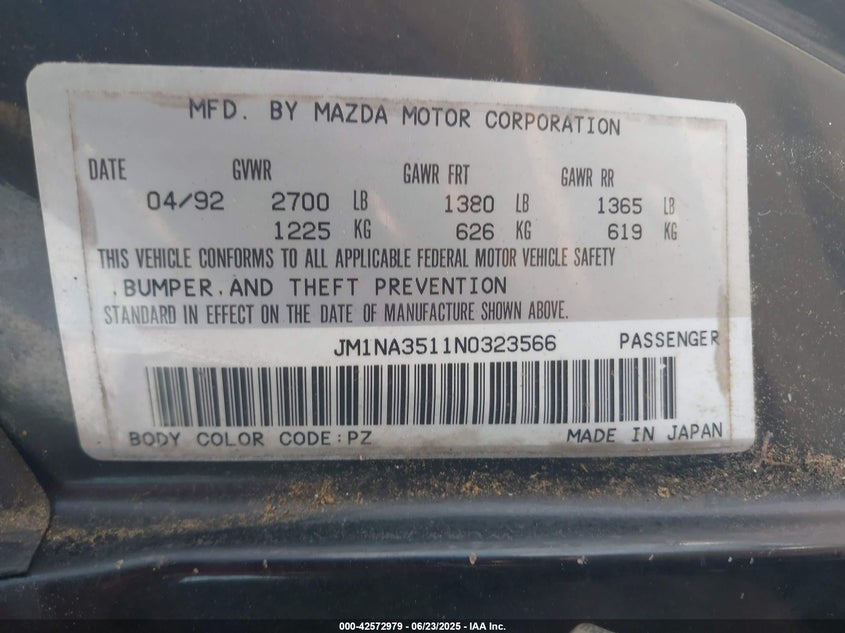 MFD. BY MAZDA MOTOR CORPORATION
DATE GVWR GAWR FRT GAWR RR
04/92 2700 LB 1380 LB 1365 LB
1225 KG 626 KG 619 KG
THIS VEHICLE CONFORMS TO ALL APPLICABLE FEDERAL MOTOR VEHICLE SAFETY
,BUMPER,AND THEFT PREVENTION
STANDARD IN EFFECT ON THE DATE OF MANUFACTURE SHOWN ABOVE.
JM1NA3511N0323566 PASSENGER
BODY COLOR CODE:PZ MADE IN JAPAN
000-42572979 | 06/23/2025 - IAA Inc.